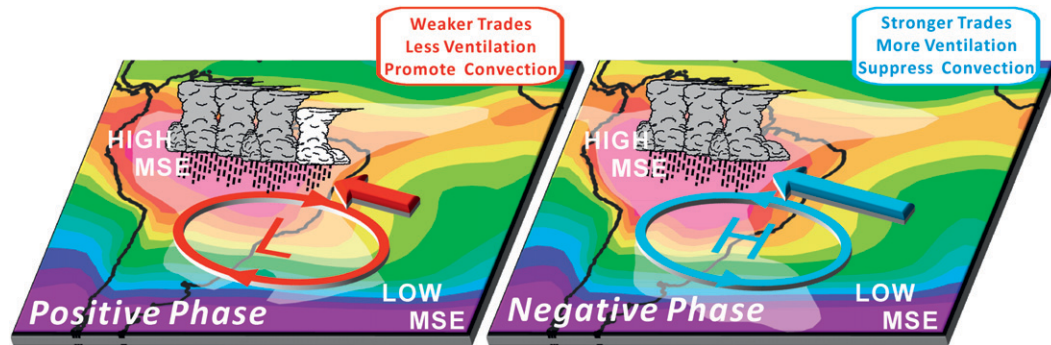 Weaker Trades
Less Ventilation
Promote Convection
HIGH
MSE
L
LOW
MSE
Positive Phase
Stronger Trades
More Ventilation
Suppress Convection
HIGH
MSE
H
LOW
MSE
Negative Phase